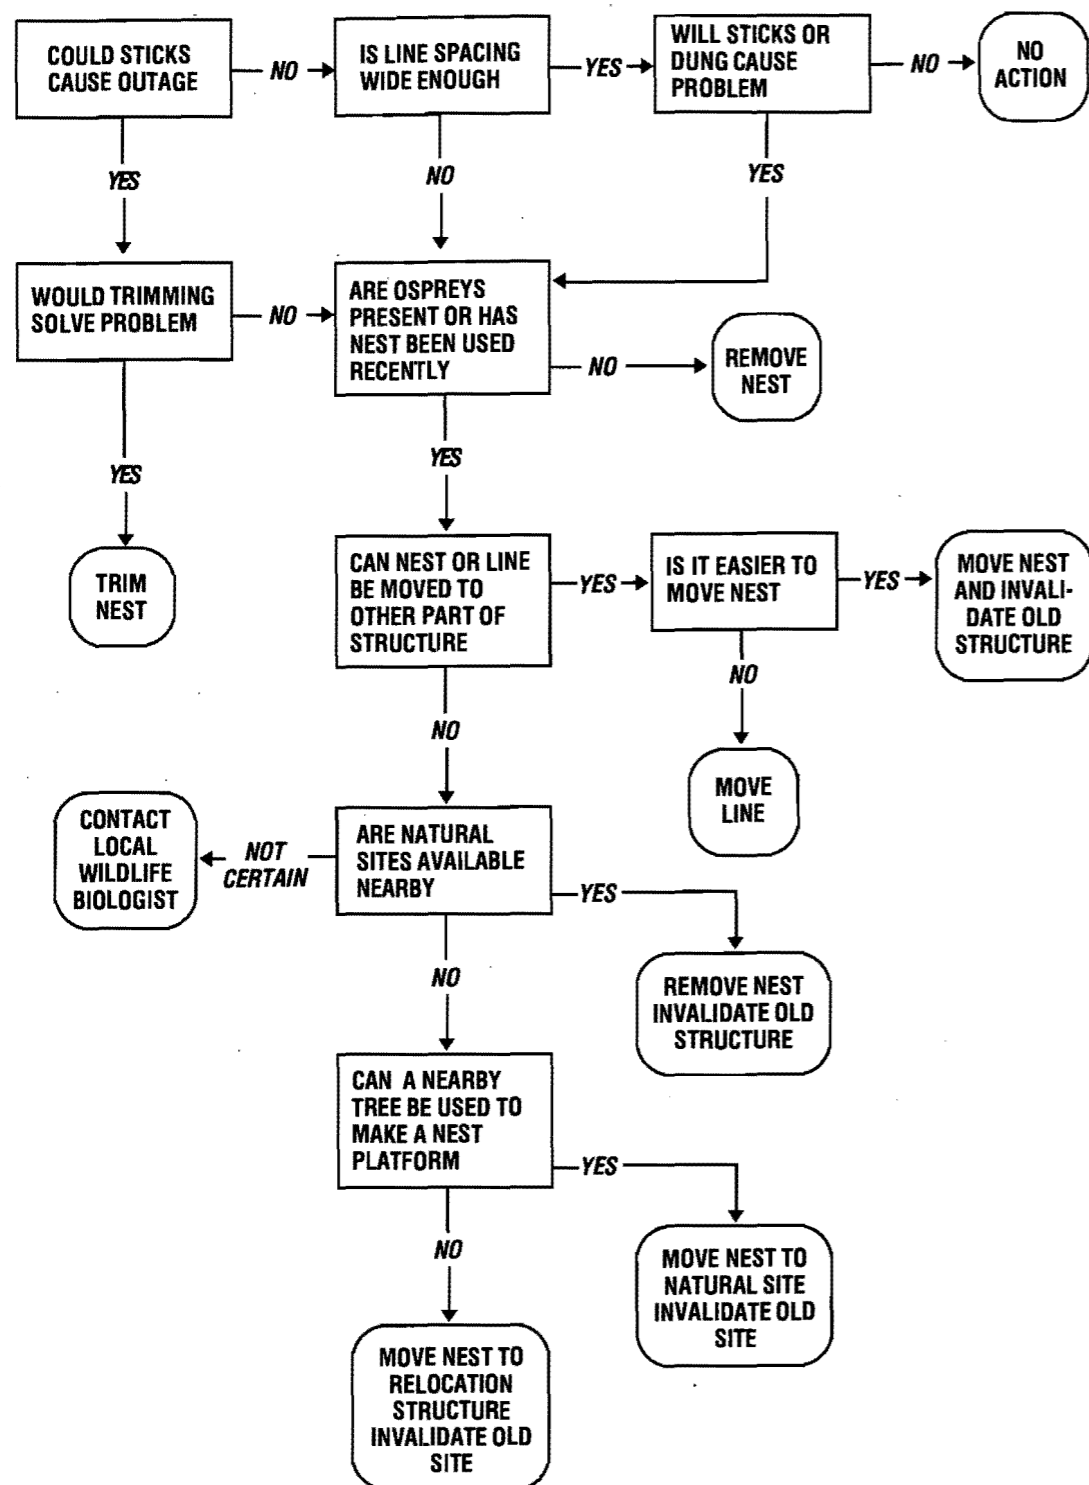 COULD STICKS
CAUSE OUTAGE
NO
IS LINE SPACING
WIDE ENOUGH
YES
WILL STICKS OR
DUNG CAUSE
PROBLEM
NO
NO
ACTION
YES
NO
YES
WOULD TRIMMING
SOLVE PROBLEM
NO
ARE OSPREYS
PRESENT OR HAS
NEST BEEN USED
RECENTLY
NO
REMOVE
NEST
YES
YES
TRIM
NEST
CAN NEST OR LINE
BE MOVED TO
OTHER PART OF
STRUCTURE
YES
IS IT EASIER TO
MOVE NEST
YES
MOVE NEST
AND INVALI-
DATE OLD
STRUCTURE
NO
NO
MOVE
LINE
CONTACT
LOCAL
WILDLIFE
BIOLOGIST
NOT
CERTAIN
ARE NATURAL
SITES AVAILABLE
NEARBY
YES
NO
REMOVE NEST
INVALIDATE OLD
STRUCTURE
CAN A NEARBY
TREE BE USED TO
MAKE A NEST
PLATFORM
YES
NO
MOVE NEST TO
NATURAL SITE
INVALIDATE OLD
SITE
MOVE NEST TO
RELOCATION
STRUCTURE
INVALIDATE OLD
SITE